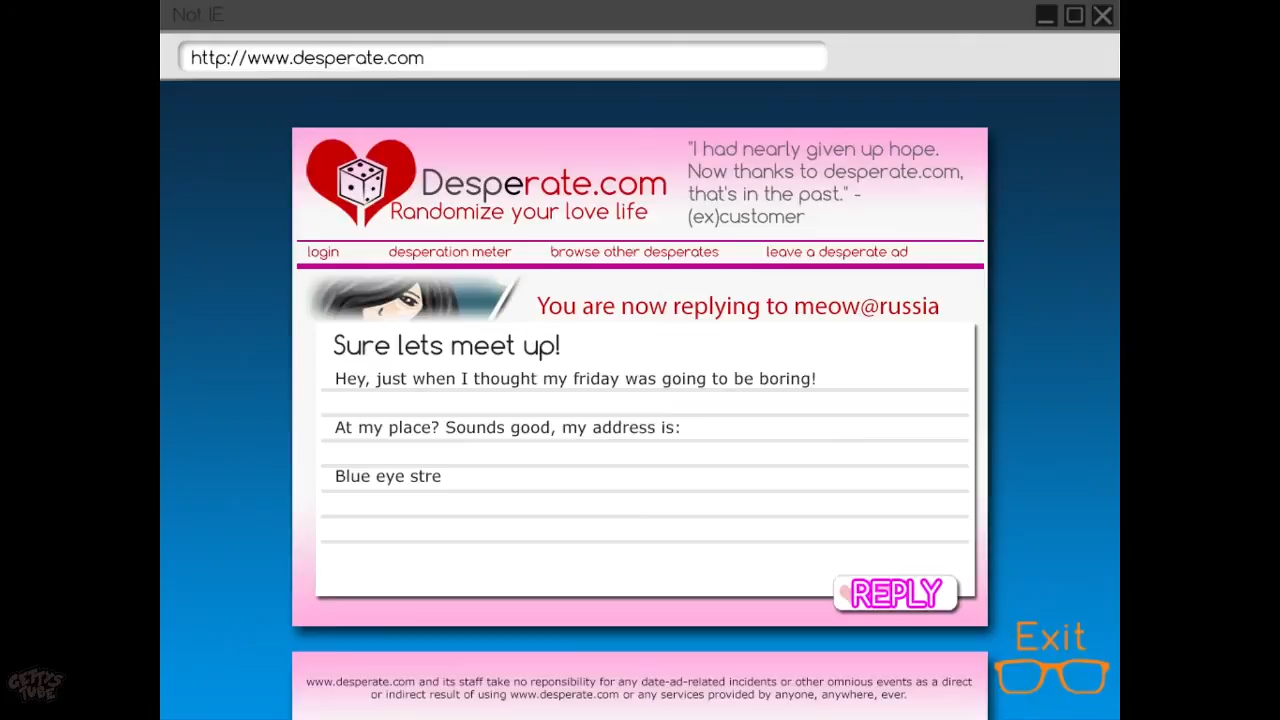 Not IE
http://www.desperate.com
Desperate.com
Randomize your love life
"I had nearly given up hope.
Now thanks to desperate.com,
that's in the past." -
(ex)customer
login desperation meter browse other desperates leave a desperate ad
You are now replying to meow@russia
Sure lets meet up!
Hey, just when I thought my friday was going to be boring!
At my place? Sounds good, my address is:
Blue eye stre
REPLY
Exit
www.desperate.com and its staff take no reponsibility for any date-ad-related incidents or other omnious events as a direct
or indirect result of using www.desperate.com or any services provided by anyone, anywhere, ever.
GETTYS
TUBE